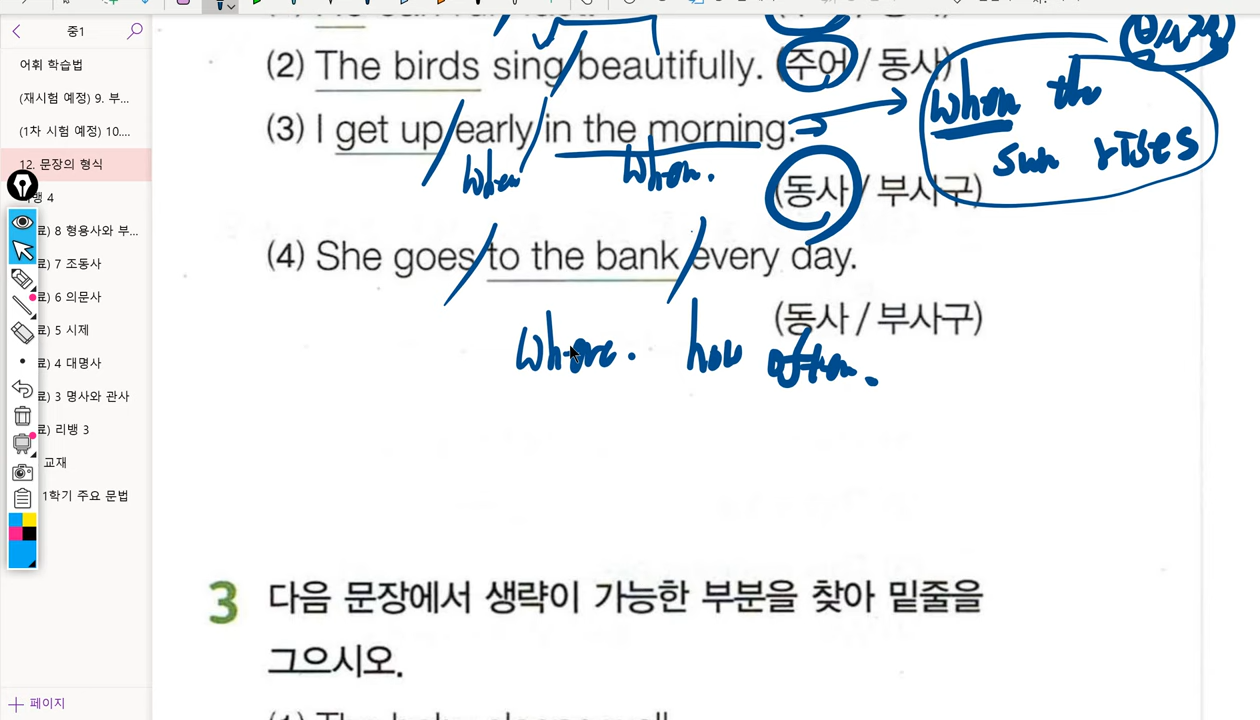 중1
어휘 학습법
(재시험 예정) 9. 부...
(1차 시험 예정) 10....
12. 문장의 형식
뱅 4
료) 8 형용사와 부...
료) 7 조동사
료) 6 의문사
료) 5 시제
료) 4 대명사
료) 3 명사와 관사
료) 리뱅 3
교재
1학기 주요 문법
페이지
(2) The birds sing beautifully. (주어 / 동사)
(3) I get up early in the morning.
when when.
when the
sun rises
(동사 / 부사구)
(4) She goes to the bank every day.
(동사 / 부사구)
where. how often.
3 다음 문장에서 생략이 가능한 부분을 찾아 밑줄을
그으시오.